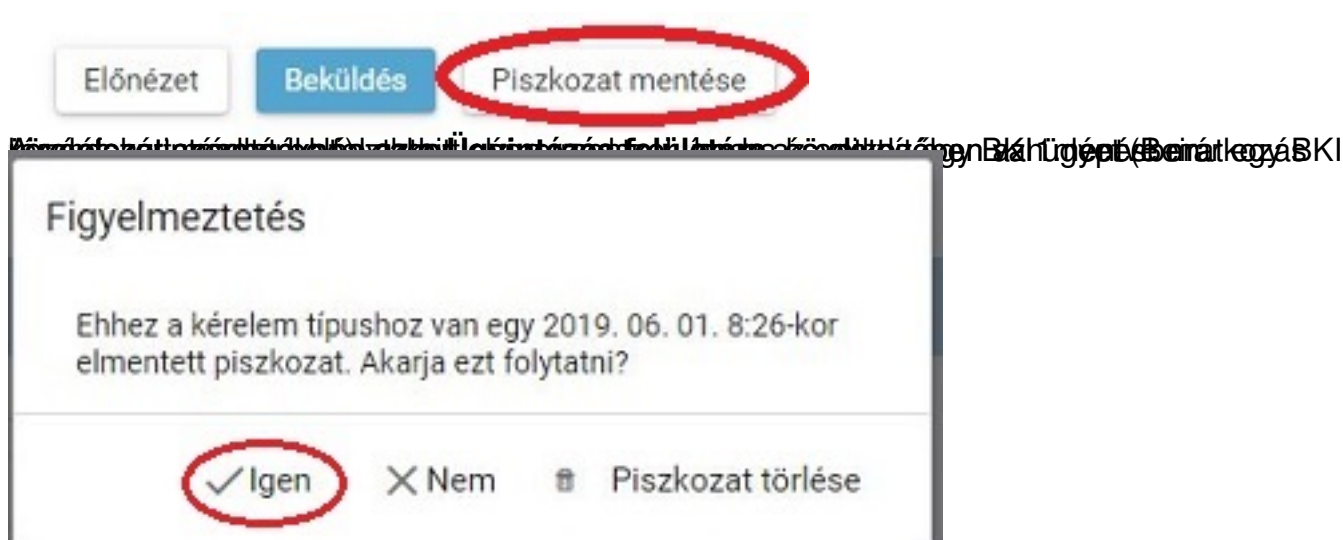 Előnézet Beküldés Piszkozat mentése
Figyelmeztetés
Ehhez a kérelem típushoz van egy 2019. 06. 01. 8:26-kor
elmentett piszkozat. Akarja ezt folytatni?
Igen Nem Piszkozat törlése